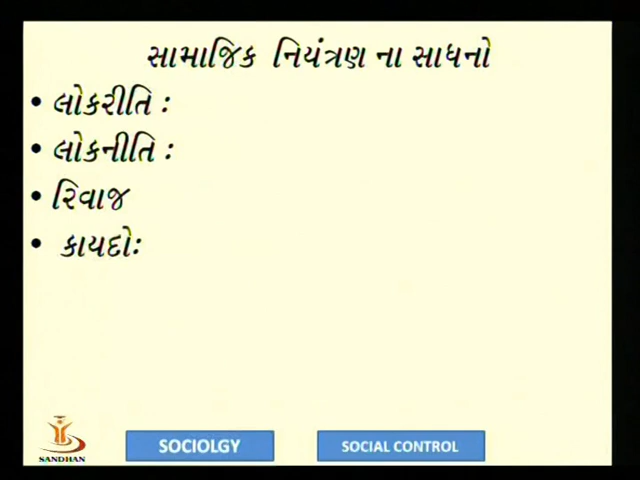 સામાજિક નિયંત્રણ ના સાધનો
• લોકરીતિ :
• લોકનીતિ :
• રિવાજ
• કાયદોઃ
SANDHAN
SOCIOLGY
SOCIAL CONTROL